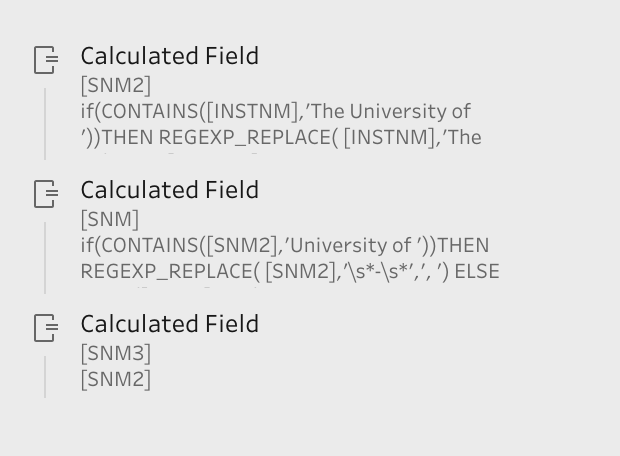 Calculated Field
[SNM2]
if(CONTAINS([INSTNM],'The University of
'))THEN REGEXP_REPLACE( [INSTNM],'The
Calculated Field
[SNM]
if(CONTAINS([SNM2],'University of '))THEN
REGEXP_REPLACE( [SNM2],'\s*-\s*',', ') ELSE
Calculated Field
[SNM3]
[SNM2]